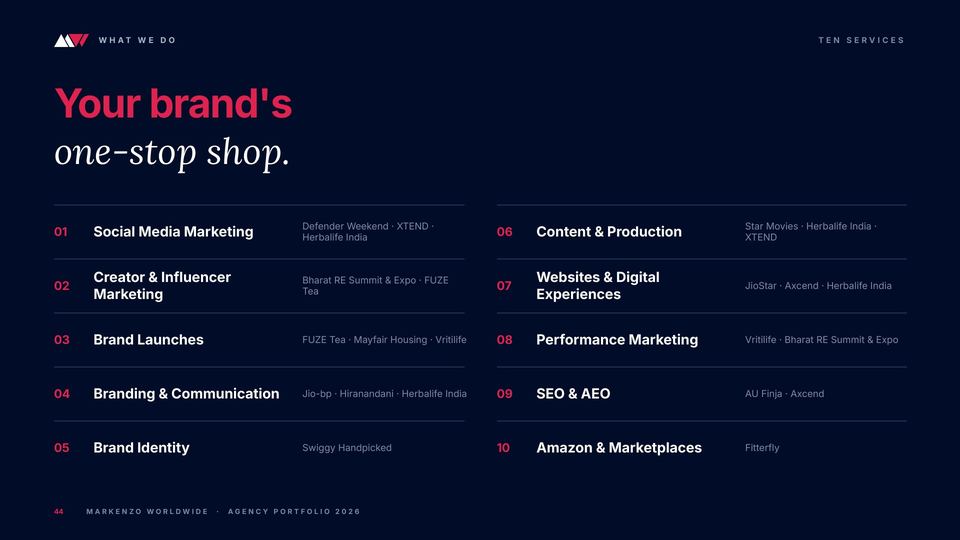 WHAT WE DO
TEN SERVICES
Your brand's
one-stop shop.
01
Social Media Marketing
Defender Weekend · XTEND ·
Herbalife India
02
Creator & Influencer
Marketing
Bharat RE Summit & Expo · FUZE
Tea
03
Brand Launches
FUZE Tea · Mayfair Housing · Vritilife
04
Branding & Communication
Jio-bp · Hiranandani · Herbalife India
05
Brand Identity
Swiggy Handpicked
06
Content & Production
Star Movies · Herbalife India ·
XTEND
07
Websites & Digital
Experiences
JioStar · Axcend · Herbalife India
08
Performance Marketing
Vritilife · Bharat RE Summit & Expo
09
SEO & AEO
AU Finja · Axcend
10
Amazon & Marketplaces
Fitterfly
44
MARKENZO WORLDWIDE · AGENCY PORTFOLIO 2026